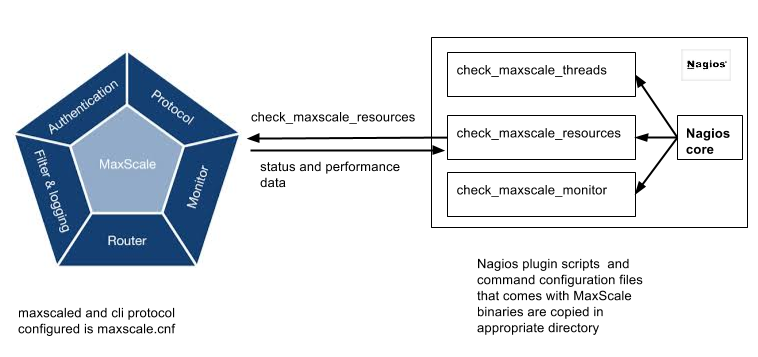 Authentication
Protocol
MaxScale
Filter & logging
Monitor
Router
maxscaled and cli protocol
configured is maxscale.cnf
check_maxscale_resources
status and performance
data
Nagios
check_maxscale_threads
check_maxscale_resources
check_maxscale_monitor
Nagios
core
Nagios plugin scripts and
command configuration files
that comes with MaxScale
binaries are copied in
appropriate directory